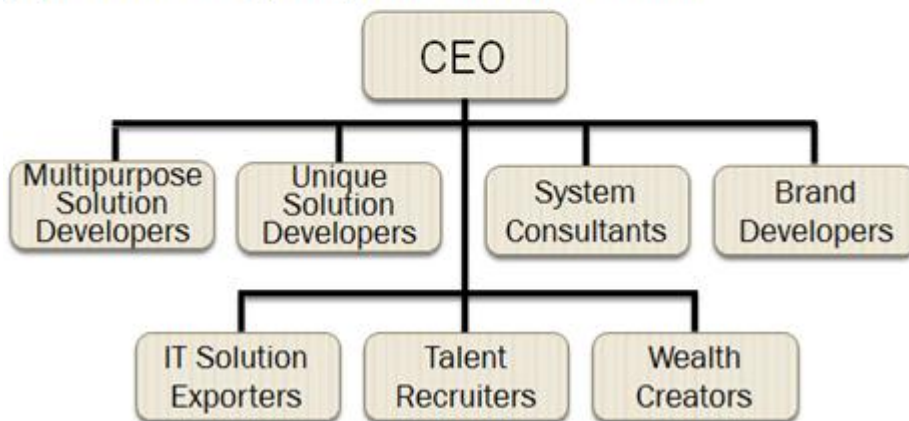 CEO
Multipurpose
Solution
Developers
Unique
Solution
Developers
System
Consultants
Brand
Developers
IT Solution
Exporters
Talent
Recruiters
Wealth
Creators